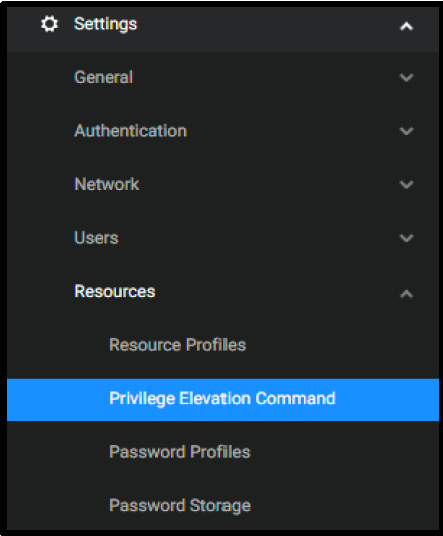 Settings
General
Authentication
Network
Users
Resources
Resource Profiles
Privilege Elevation Command
Password Profiles
Password Storage